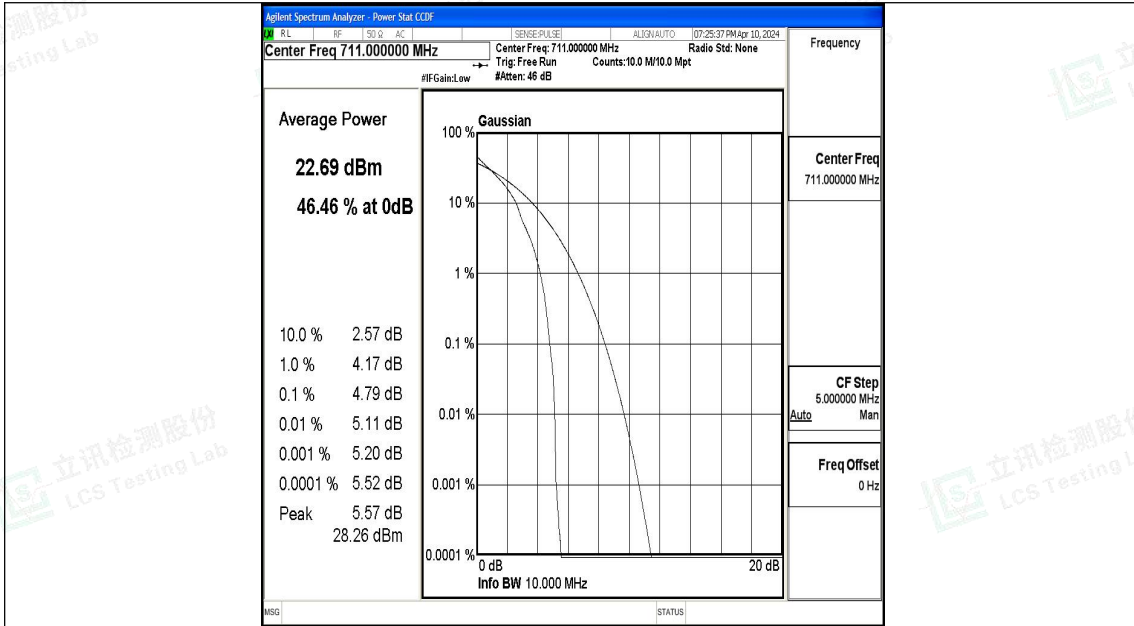 Agilent Spectrum Analyzer - Power Stat CCDF
LXI RL RF 50 Ω AC SENSE:PULSE ALIGNAUTO 07:25:37 PM Apr 10, 2024
Center Freq 711.000000 MHz
Center Freq: 711.000000 MHz Radio Std: None
Trig: Free Run Counts:10.0 M/10.0 Mpt
#IFGain:Low #Atten: 46 dB
Frequency
Average Power
22.69 dBm
46.46 % at 0dB
10.0 % 2.57 dB
1.0 % 4.17 dB
0.1 % 4.79 dB
0.01 % 5.11 dB
0.001 % 5.20 dB
0.0001 % 5.52 dB
Peak 5.57 dB
28.26 dBm
Gaussian
100 %
10 %
1 %
0.1 %
0.01 %
0.001 %
0.0001 %
0 dB 20 dB
Info BW 10.000 MHz
Center Freq
711.000000 MHz
CF Step
5.000000 MHz
Auto Man
Freq Offset
0 Hz
MSG STATUS
立讯检测股份
LCS Testing Lab
立讯检测股份
LCS Testing L